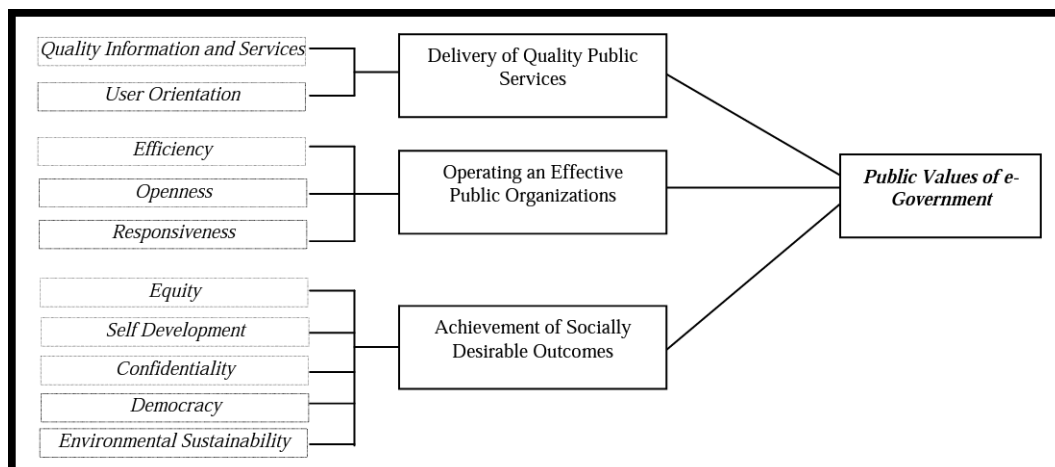 Quality Information and Services
User Orientation
Delivery of Quality Public
Services
Efficiency
Openness
Responsiveness
Operating an Effective
Public Organizations
Equity
Self Development
Confidentiality
Democracy
Environmental Sustainability
Achievement of Socially
Desirable Outcomes
Public Values of e-
Government